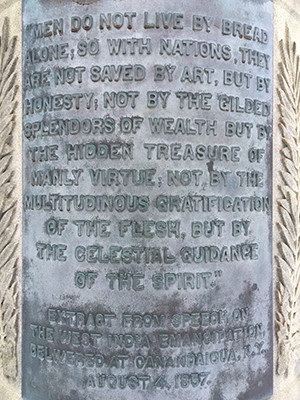 "MEN DO NOT LIVE BY BREAD
ALONE; SO WITH NATIONS, THEY
ARE NOT SAVED BY ART, BUT BY
HONESTY; NOT BY THE GILDED
SPLENDORS OF WEALTH BUT BY
THE HIDDEN TREASURE OF
MANLY VIRTUE; NOT BY THE
MULTITUDINOUS GRATIFICATION
OF THE FLESH, BUT BY
THE CELESTIAL GUIDANCE
OF THE SPIRIT."
EXTRACT FROM SPEECH ON
THE WEST INDIA EMANCIPATION,
DELIVERED AT CANANDAIGUA, N.Y.
AUGUST 4, 1857.